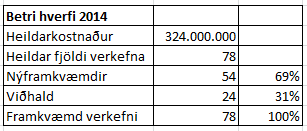 Betri hverfi 2014
Heildarkostnaður 324.000.000
Heildar fjöldi verkefna 78
Nýframkvæmdir 54 69%
Viðhald 24 31%
Framkvæmd verkefni 78 100%